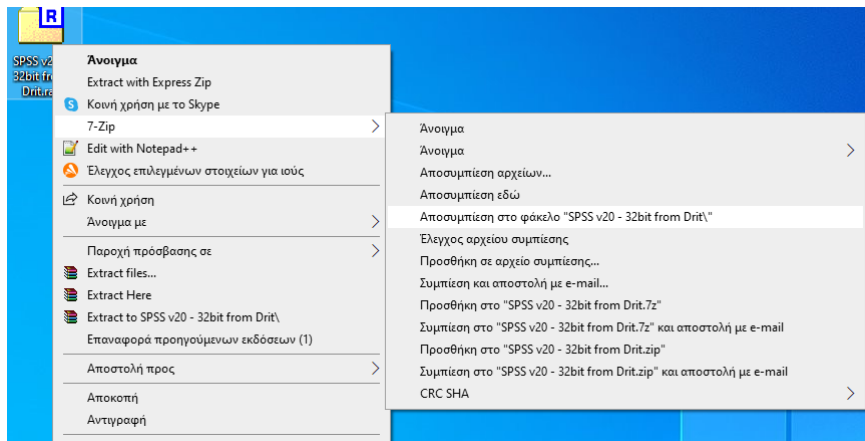 R
SPSS v2
32bit fr
Drit.ra
Άνοιγμα
Extract with Express Zip
Κοινή χρήση με το Skype
7-Zip
Edit with Notepad++
Έλεγχος επιλεγμένων στοιχείων για ιούς
Κοινή χρήση
Άνοιγμα με
Παροχή πρόσβασης σε
Extract files...
Extract Here
Extract to SPSS v20 - 32bit from Drit\
Επαναφορά προηγούμενων εκδόσεων (1)
Αποστολή προς
Αποκοπή
Αντιγραφή
Άνοιγμα
Άνοιγμα
Αποσυμπίεση αρχείων...
Αποσυμπίεση εδώ
Αποσυμπίεση στο φάκελο "SPSS v20 - 32bit from Drit\"
Έλεγχος αρχείου συμπίεσης
Προσθήκη σε αρχείο συμπίεσης...
Συμπίεση και αποστολή με e-mail...
Προσθήκη στο "SPSS v20 - 32bit from Drit.7z"
Συμπίεση στο "SPSS v20 - 32bit from Drit.7z" και αποστολή με e-mail
Προσθήκη στο "SPSS v20 - 32bit from Drit.zip"
Συμπίεση στο "SPSS v20 - 32bit from Drit.zip" και αποστολή με e-mail
CRC SHA